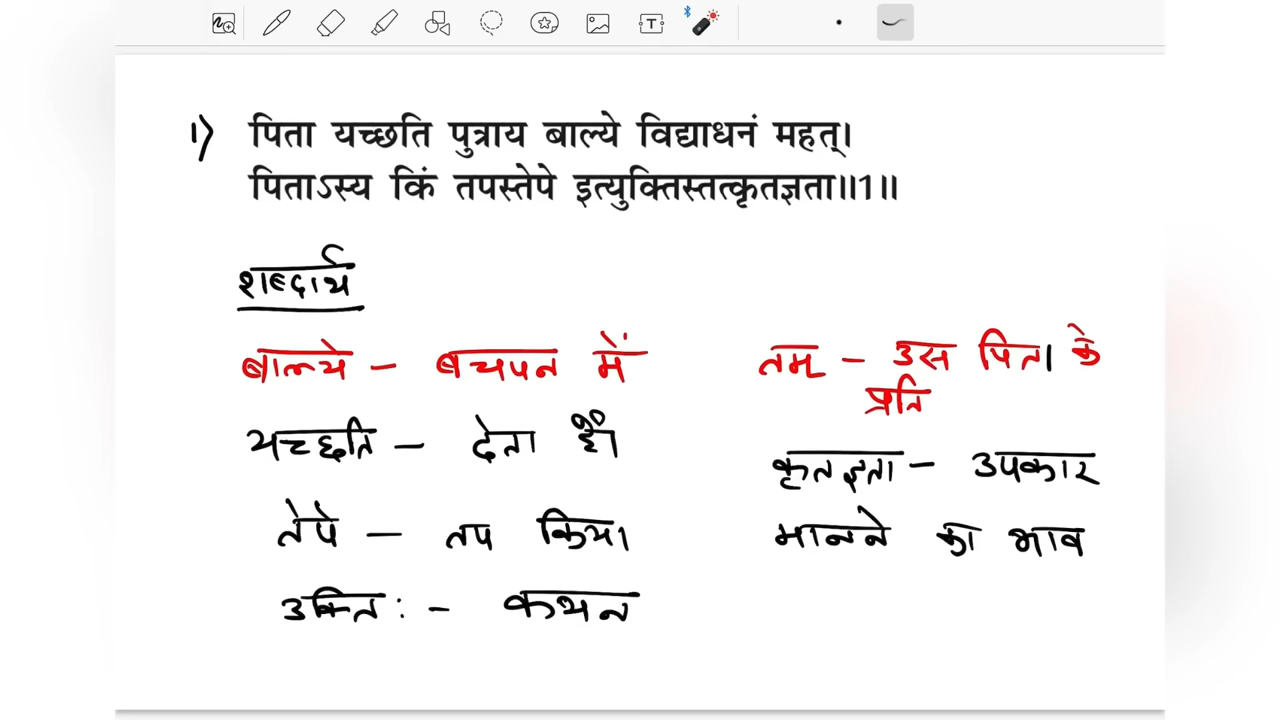 1) पिता यच्छति पुत्राय बाल्ये विद्याधनं महत्।
पिताऽस्य किं तपस्तेपे इत्युक्तिस्तत्कृतज्ञता॥1॥
शब्दार्थ
बाल्ये - बचपन में
यच्छति - देता है।
तेपे - तप किया
उक्तिः - कथन
तम् - उस पिता के
प्रति
कृतज्ञता - उपकार
मानने का भाव